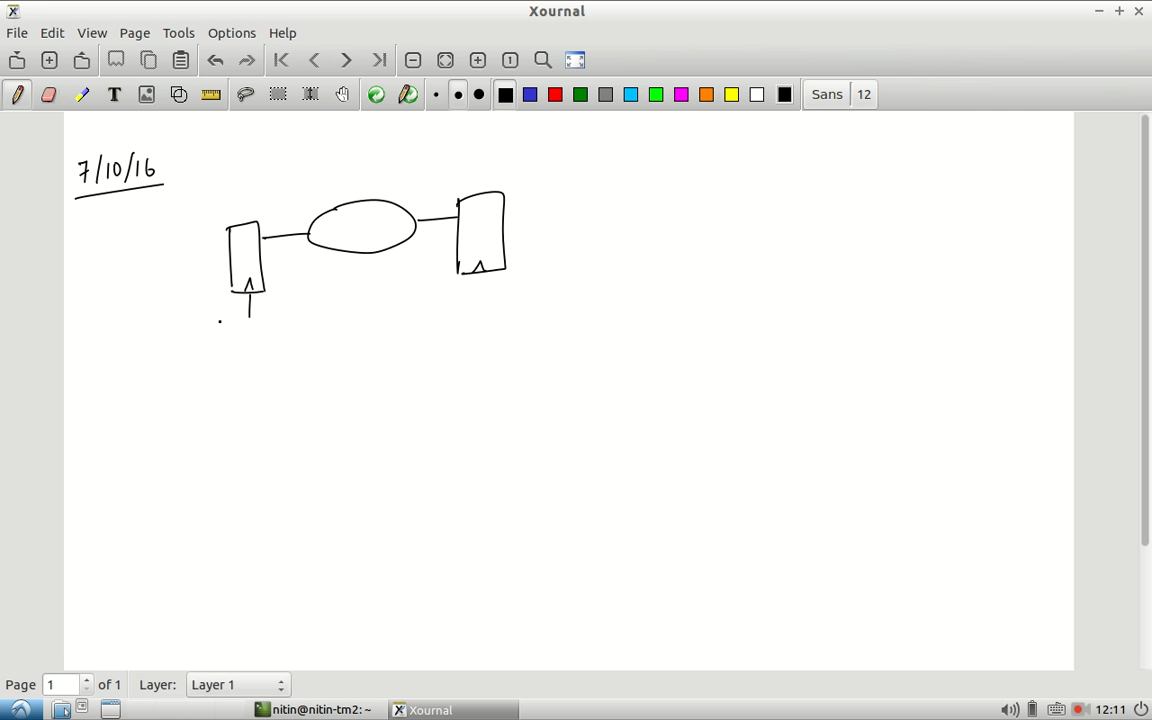 Xournal
File Edit View Page Tools Options Help
Sans 12
7/10/16
Page 1 of 1 Layer: Layer 1
nitin@nitin-tm2: ~ Xournal 12:11